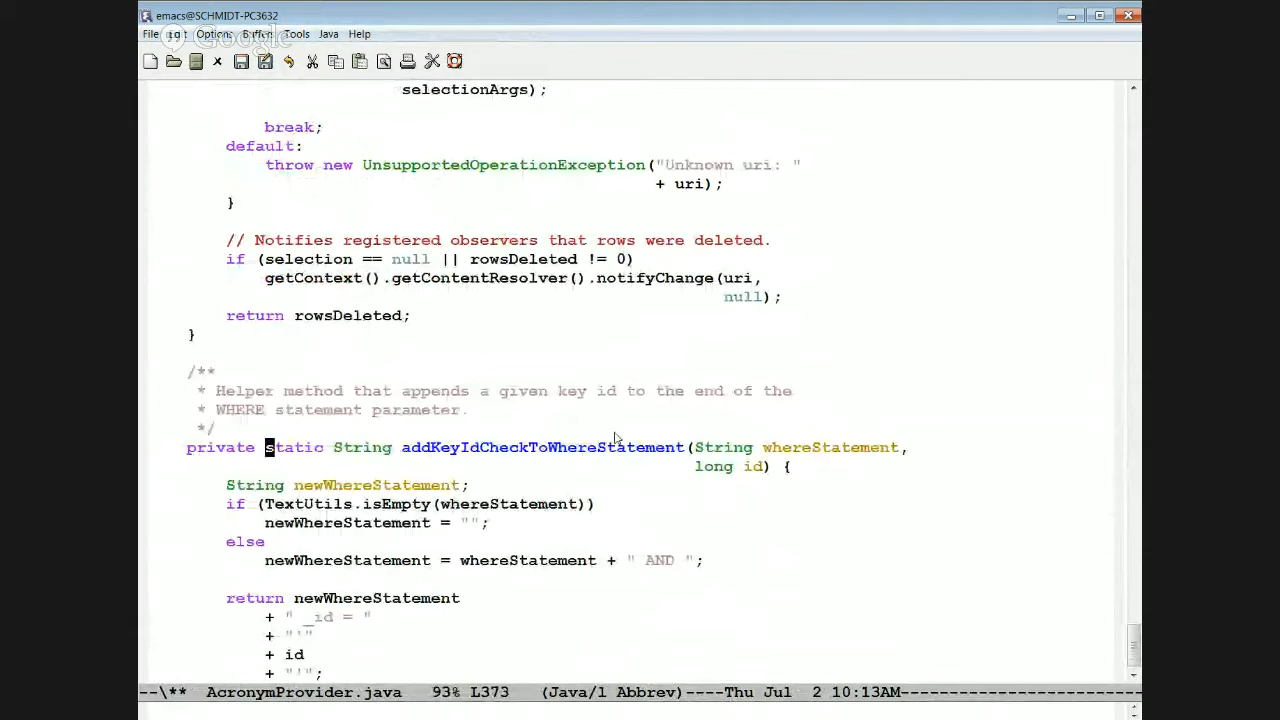 emacs@SCHMIDT-PC3632
File Edit Options Buffers Tools Java Help
Google
selectionArgs);
break;
default:
throw new UnsupportedOperationException("Unknown uri: "
+ uri);
}
// Notifies registered observers that rows were deleted.
if (selection == null || rowsDeleted != 0)
getContext().getContentResolver().notifyChange(uri,
null);
return rowsDeleted;
}
/**
* Helper method that appends a given key id to the end of the
* WHERE statement parameter.
*/
private static String addKeyIdCheckToWhereStatement(String whereStatement,
long id) {
String newWhereStatement;
if (TextUtils.isEmpty(whereStatement))
newWhereStatement = "";
else
newWhereStatement = whereStatement + " AND ";
return newWhereStatement
+ " _id = "
+ "'"
+ id
+ "'";
--\** AcronymProvider.java 93% L373 (Java/l Abbrev)----Thu Jul 2 10:13AM-------------------------